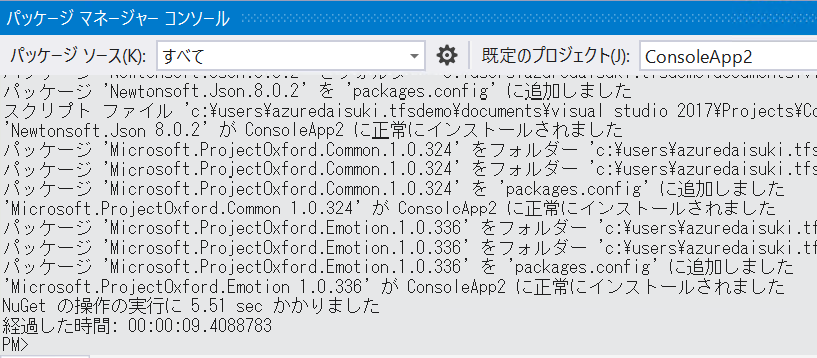 パッケージ マネージャー コンソール
パッケージ ソース(K): すべて 既定のプロジェクト(J): ConsoleApp2
パッケージ 'Newtonsoft.Json.8.0.2' を 'packages.config' に追加しました
スクリプト ファイル 'c:¥users¥azuredaisuki.tfsdemo¥documents¥visual studio 2017¥Projects¥Co
'Newtonsoft.Json 8.0.2' が ConsoleApp2 に正常にインストールされました
パッケージ 'Microsoft.ProjectOxford.Common.1.0.324' をフォルダー 'c:¥users¥azuredaisuki.tfs
パッケージ 'Microsoft.ProjectOxford.Common.1.0.324' をフォルダー 'c:¥users¥azuredaisuki.tfs
パッケージ 'Microsoft.ProjectOxford.Common.1.0.324' を 'packages.config' に追加しました
'Microsoft.ProjectOxford.Common 1.0.324' が ConsoleApp2 に正常にインストールされました
パッケージ 'Microsoft.ProjectOxford.Emotion.1.0.336' をフォルダー 'c:¥users¥azuredaisuki.tf
パッケージ 'Microsoft.ProjectOxford.Emotion.1.0.336' をフォルダー 'c:¥users¥azuredaisuki.tf
パッケージ 'Microsoft.ProjectOxford.Emotion.1.0.336' を 'packages.config' に追加しました
'Microsoft.ProjectOxford.Emotion 1.0.336' が ConsoleApp2 に正常にインストールされました
NuGet の操作の実行に 5.51 sec かかりました
経過した時間: 00:00:09.4088783
PM>